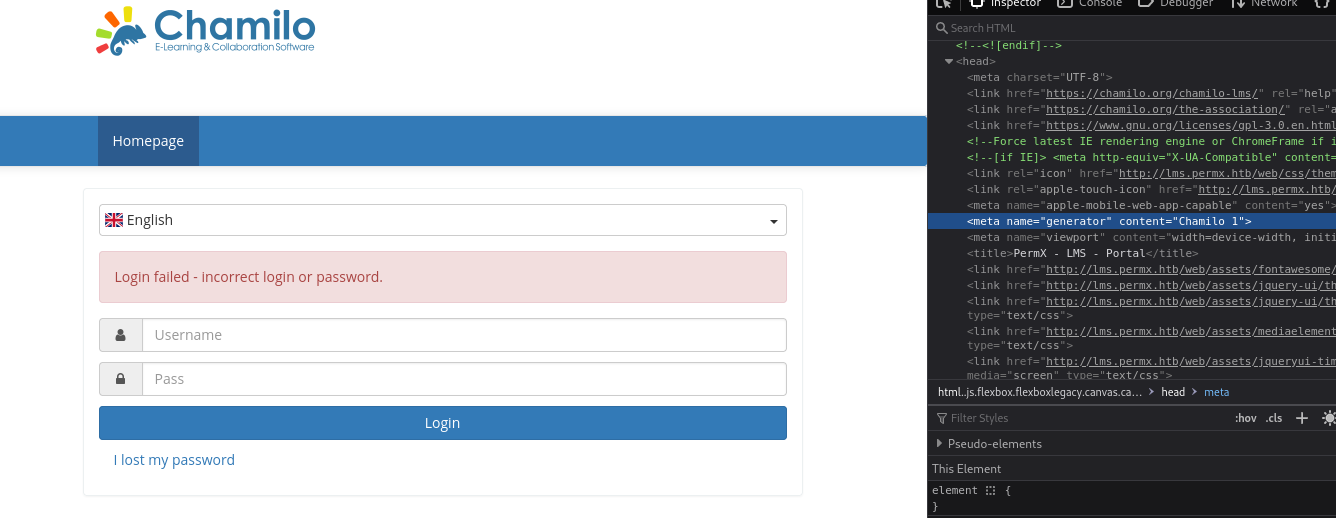 Chamilo
E-Learning & Collaboration Software
Homepage
English
Login failed - incorrect login or password.
Username
Pass
Login
I lost my password
Inspector Console Debugger Network
Search HTML
<!--<![endif]-->
<head>
<meta charset="UTF-8">
<link href="https://chamilo.org/chamilo-lms/" rel="help"
<link href="https://chamilo.org/the-association/" rel="a
<link href="https://www.gnu.org/licenses/gpl-3.0.en.html
<!--Force latest IE rendering engine or ChromeFrame if i
<!--[if IE]> <meta http-equiv="X-UA-Compatible" content=
<link rel="icon" href="http://lms.permx.htb/web/css/them
<link rel="apple-touch-icon" href="http://lms.permx.htb/
<meta name="apple-mobile-web-app-capable" content="yes">
<meta name="generator" content="Chamilo 1">
<meta name="viewport" content="width=device-width, initi
<title>PermX - LMS - Portal</title>
<link href="http://lms.permx.htb/web/assets/fontawesome/
<link href="http://lms.permx.htb/web/assets/jquery-ui/th
<link href="http://lms.permx.htb/web/assets/jquery-ui/th
type="text/css">
<link href="http://lms.permx.htb/web/assets/mediaelement
type="text/css">
<link href="http://lms.permx.htb/web/assets/jqueryui-tim
media="screen" type="text/css">
html..js.flexbox.flexboxlegacy.canvas.ca... > head > meta
Filter Styles :hov .cls +
Pseudo-elements
This Element
element {
}